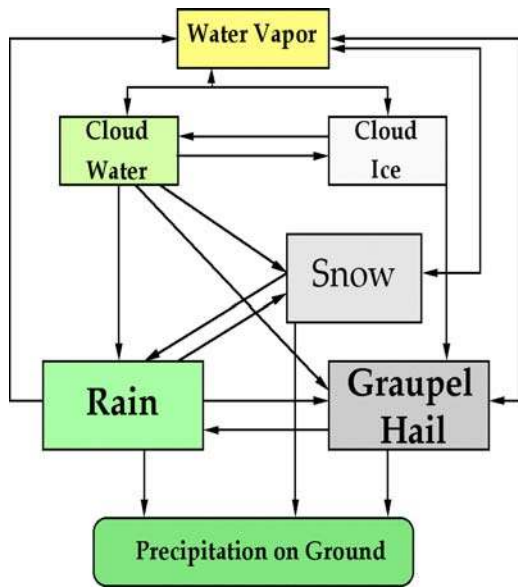 Water Vapor
Cloud
Water
Cloud
Ice
Snow
Rain
Graupel
Hail
Precipitation on Ground